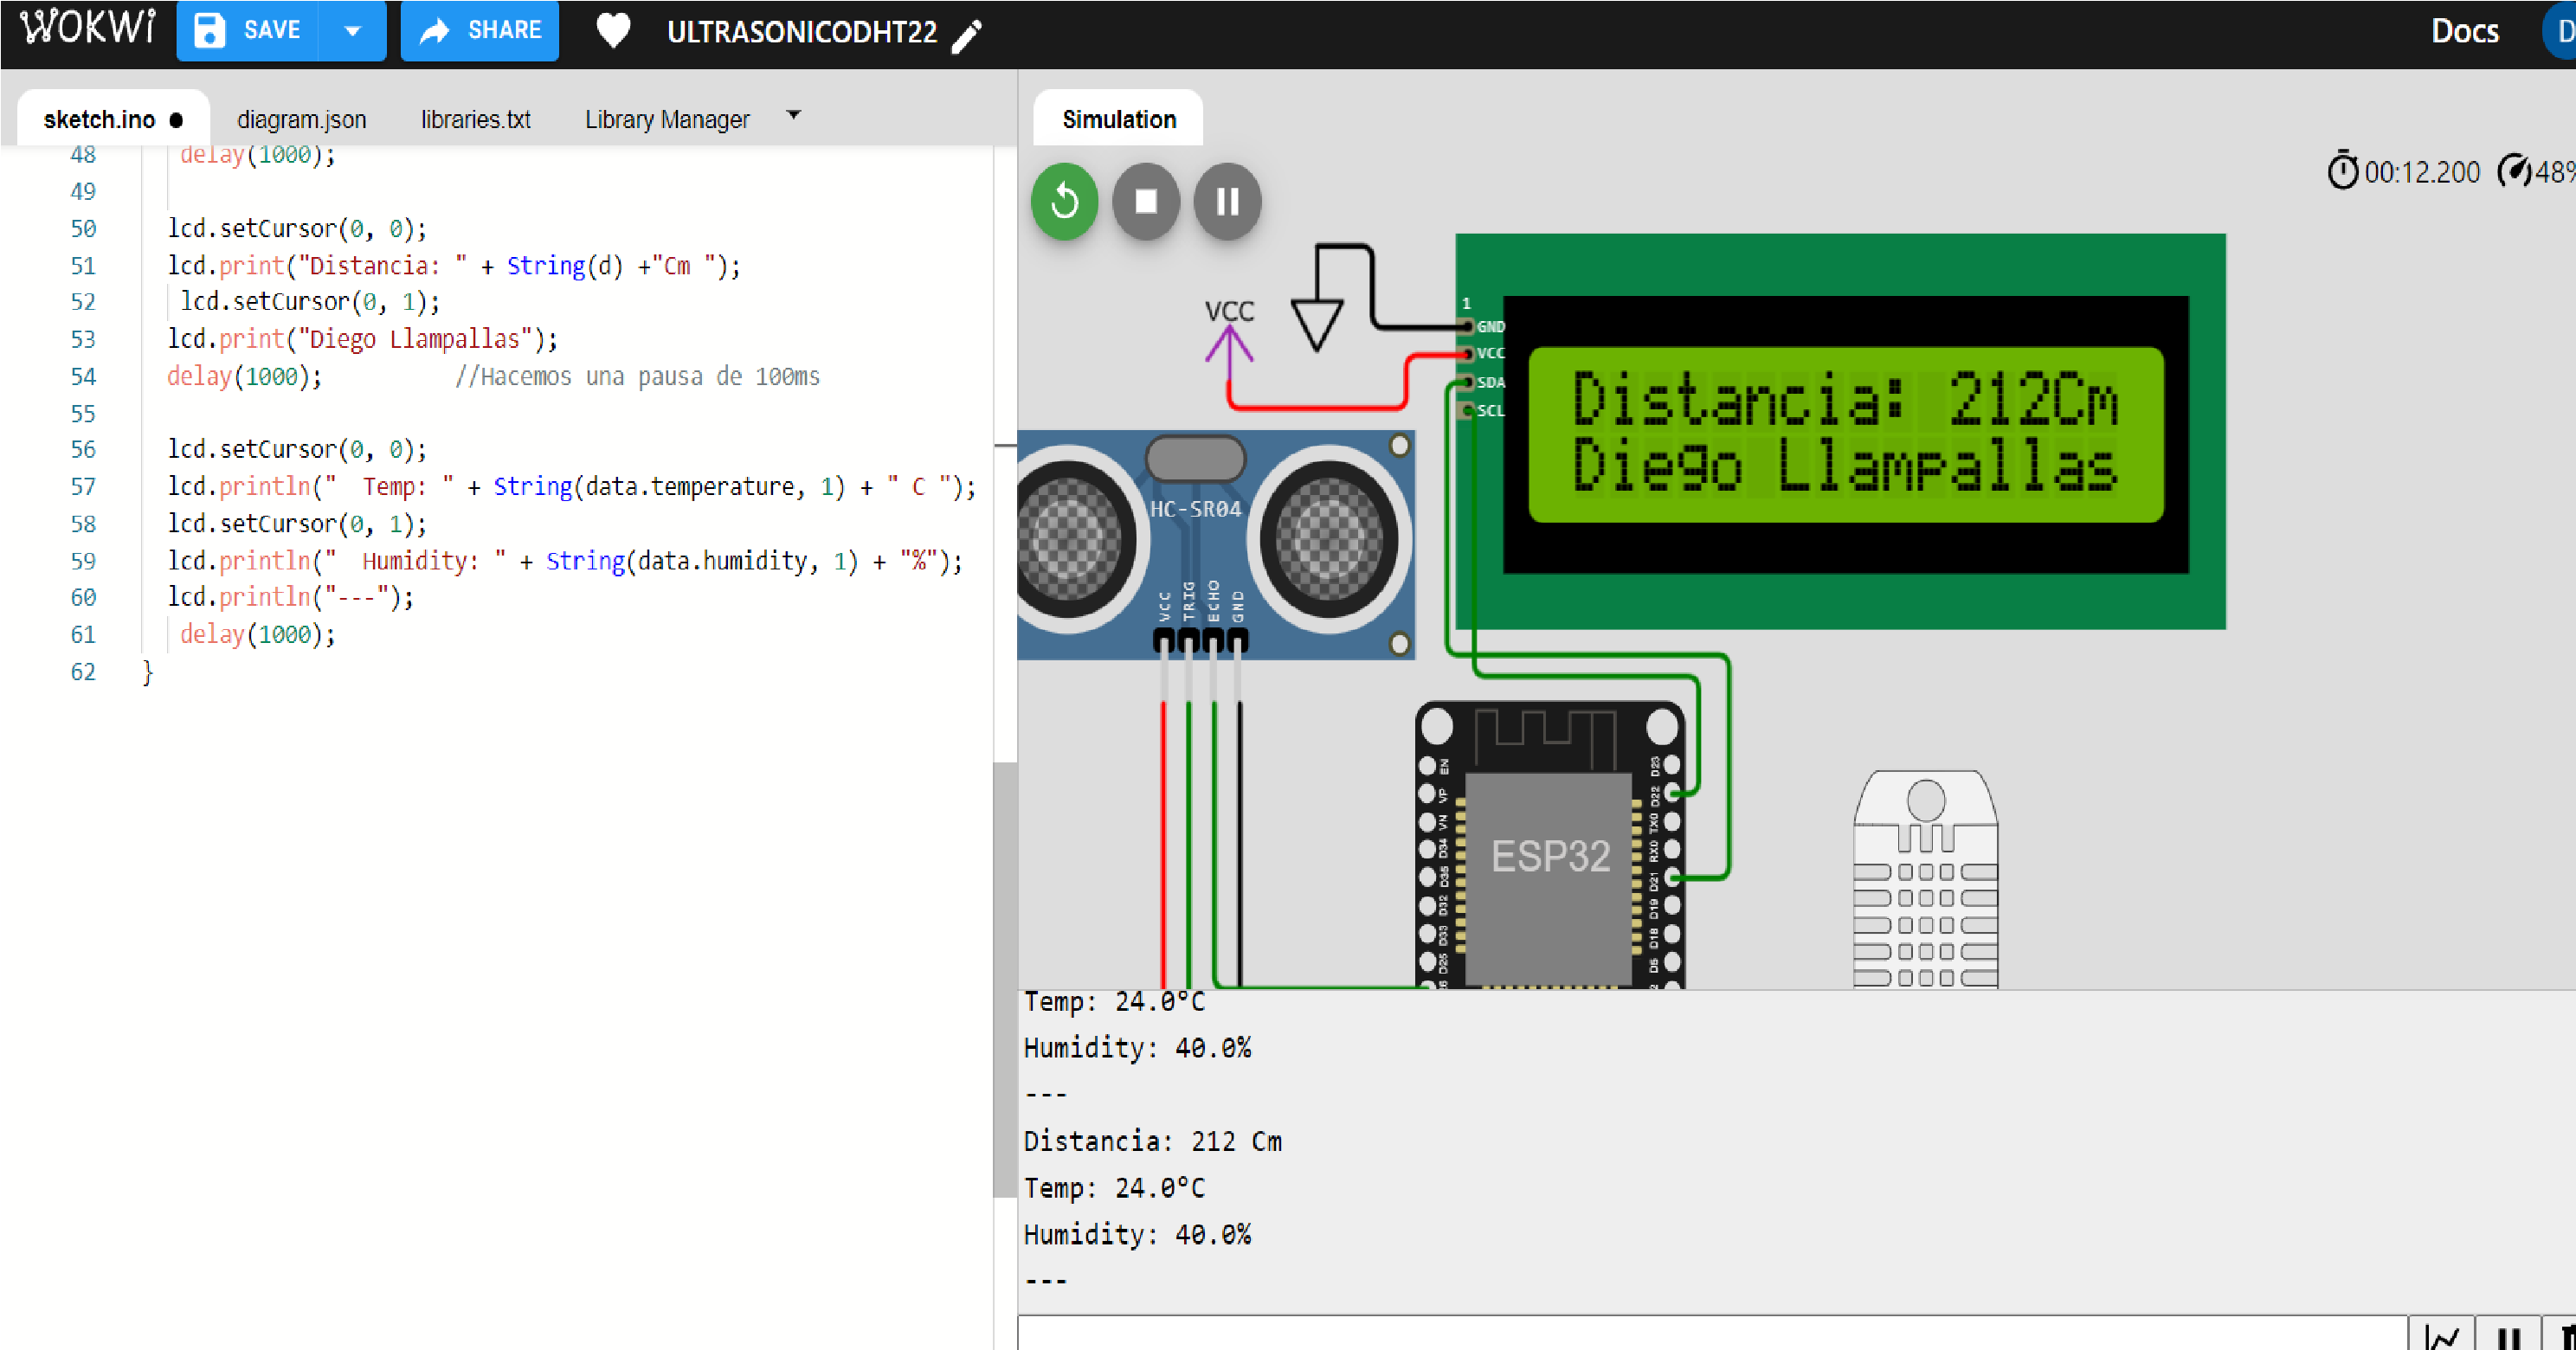 WOKWi SAVE SHARE ULTRASONICODHT22 Docs D
sketch.ino ● diagram.json libraries.txt Library Manager
48 delay(1000);
49
50 lcd.setCursor(0, 0);
51 lcd.print("Distancia: " + String(d) +"Cm ");
52 lcd.setCursor(0, 1);
53 lcd.print("Diego Llampallas");
54 delay(1000); //Hacemos una pausa de 100ms
55
56 lcd.setCursor(0, 0);
57 lcd.println("  Temp: " + String(data.temperature, 1) + " C ");
58 lcd.setCursor(0, 1);
59 lcd.println("  Humidity: " + String(data.humidity, 1) + "%");
60 lcd.println("---");
61 delay(1000);
62 }
Simulation
00:12.200 48%
VCC
1
GND
VCC
SDA
SCL
Distancia: 212Cm
Diego Llampallas
HC-SR04
VCC TRIG ECHO GND
ESP32
EN VP VN D34 D35 D32 D33 D25
D23 D22 TX0 RX0 D21 D19 D18 D5
Temp: 24.0°C
Humidity: 40.0%
---
Distancia: 212 Cm
Temp: 24.0°C
Humidity: 40.0%
---